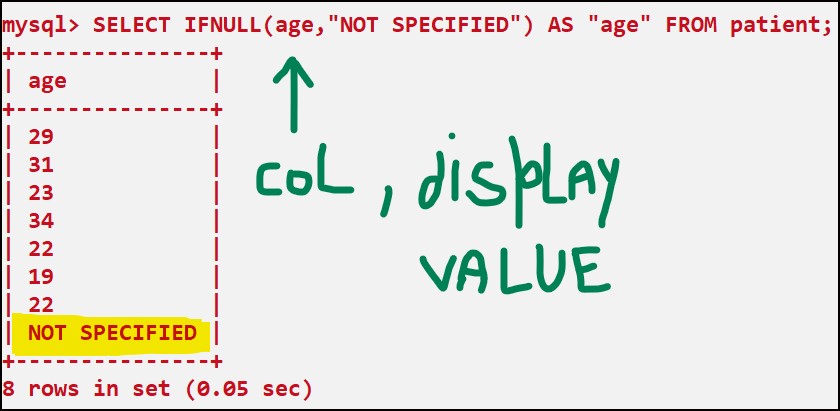 mysql> SELECT IFNULL(age,"NOT SPECIFIED") AS "age" FROM patient;
+---------------+
| age           |
+---------------+
| 29            |
| 31            |
| 23            |
| 34            |
| 22            |
| 19            |
| 22            |
| NOT SPECIFIED |
+---------------+
8 rows in set (0.05 sec)
COL , display
VALUE